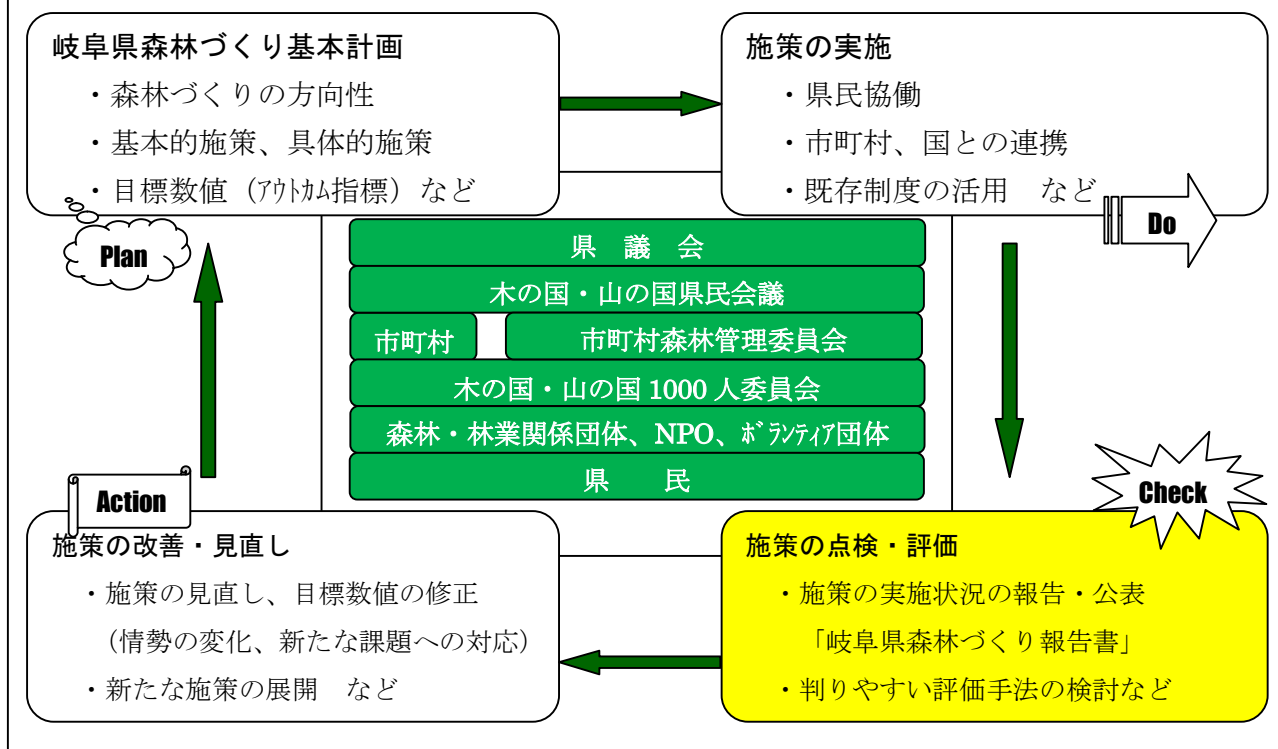 岐阜県森林づくり基本計画
・森林づくりの方向性
・基本的施策、具体的施策
・目標数値（ｱｳﾄｶﾑ指標）など
Plan
施策の実施
・県民協働
・市町村、国との連携
・既存制度の活用　など
Do
県　議　会
木の国・山の国県民会議
市町村
市町村森林管理委員会
木の国・山の国 1000 人委員会
森林・林業関係団体、NPO、ﾎﾞﾗﾝﾃｨｱ団体
県　　民
Check
施策の点検・評価
・施策の実施状況の報告・公表
「岐阜県森林づくり報告書」
・判りやすい評価手法の検討など
Action
施策の改善・見直し
・施策の見直し、目標数値の修正
（情勢の変化、新たな課題への対応）
・新たな施策の展開　など